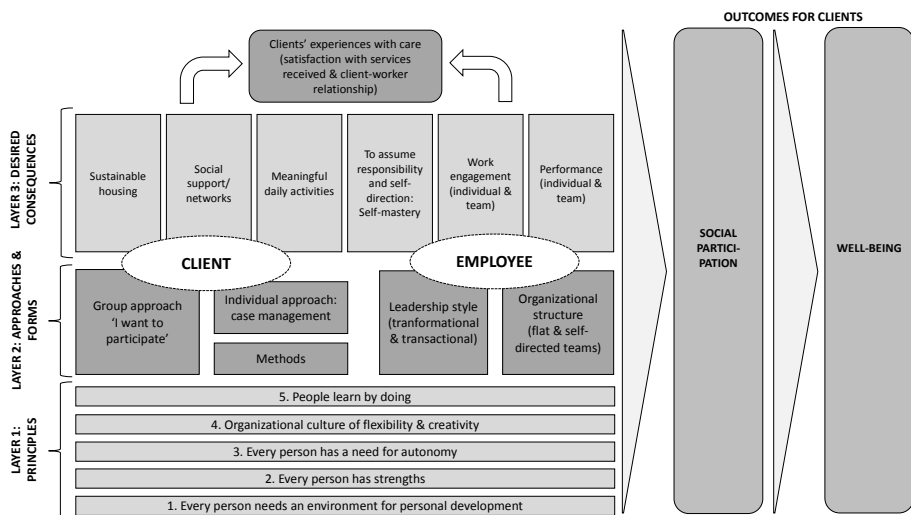 OUTCOMES FOR CLIENTS
Clients' experiences with care
(satisfaction with services
received & client-worker
relationship)
LAYER 3: DESIRED
CONSEQUENCES
Sustainable
housing
Social
support/
networks
Meaningful
daily activities
To assume
responsibility
and self-
direction:
Self-mastery
Work
engagement
(individual &
team)
Performance
(individual &
team)
CLIENT
EMPLOYEE
LAYER 2: APPROACHES &
FORMS
Group approach
'I want to
participate'
Individual approach:
case management
Methods
Leadership style
(tranformational
& transactional)
Organizational
structure
(flat & self-
directed teams)
LAYER 1:
PRINCIPLES
5. People learn by doing
4. Organizational culture of flexibility & creativity
3. Every person has a need for autonomy
2. Every person has strengths
1. Every person needs an environment for personal development
SOCIAL
PARTICI-
PATION
WELL-BEING